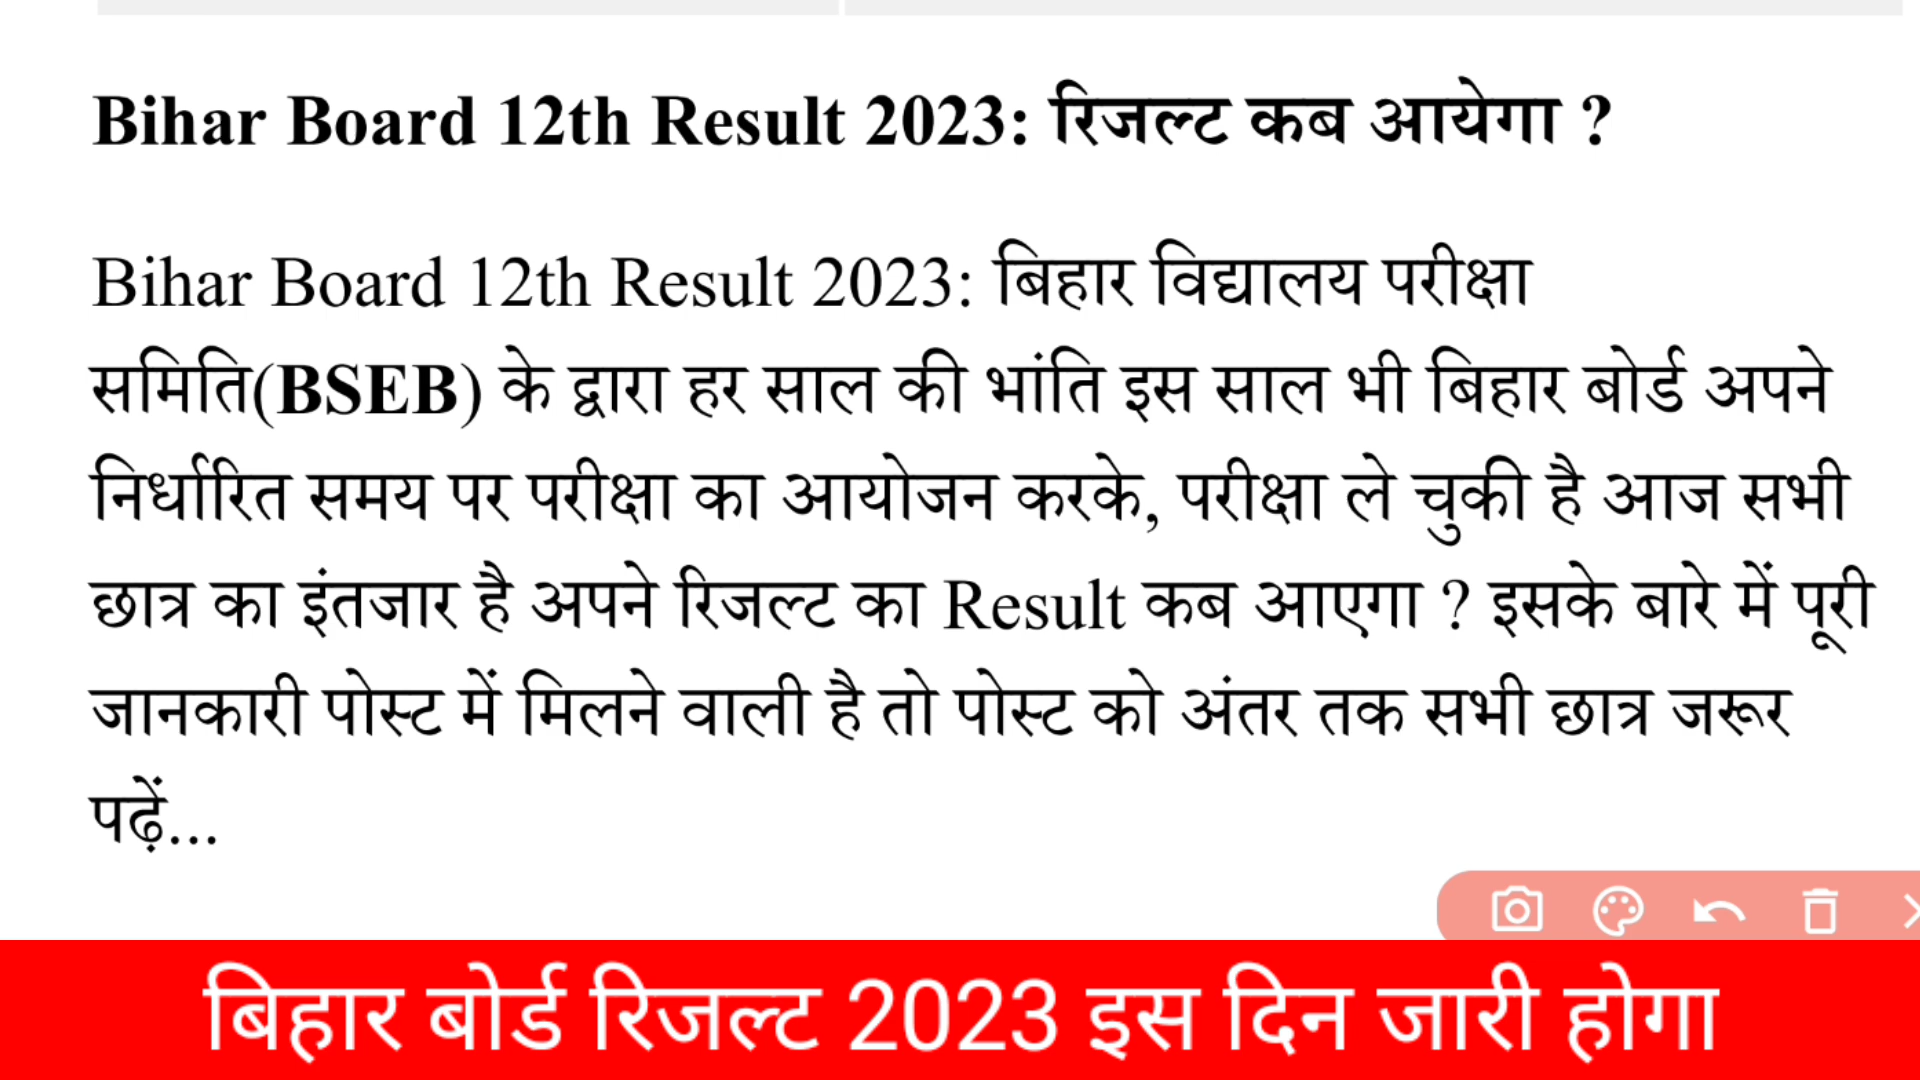 Bihar Board 12th Result 2023: रिजल्ट कब आयेगा ?
Bihar Board 12th Result 2023: बिहार विद्यालय परीक्षा
समिति(BSEB) के द्वारा हर साल की भांति इस साल भी बिहार बोर्ड अपने
निर्धारित समय पर परीक्षा का आयोजन करके, परीक्षा ले चुकी है आज सभी
छात्र का इंतजार है अपने रिजल्ट का Result कब आएगा ? इसके बारे में पूरी
जानकारी पोस्ट में मिलने वाली है तो पोस्ट को अंतर तक सभी छात्र जरूर
पढ़ें...
बिहार बोर्ड रिजल्ट 2023 इस दिन जारी होगा